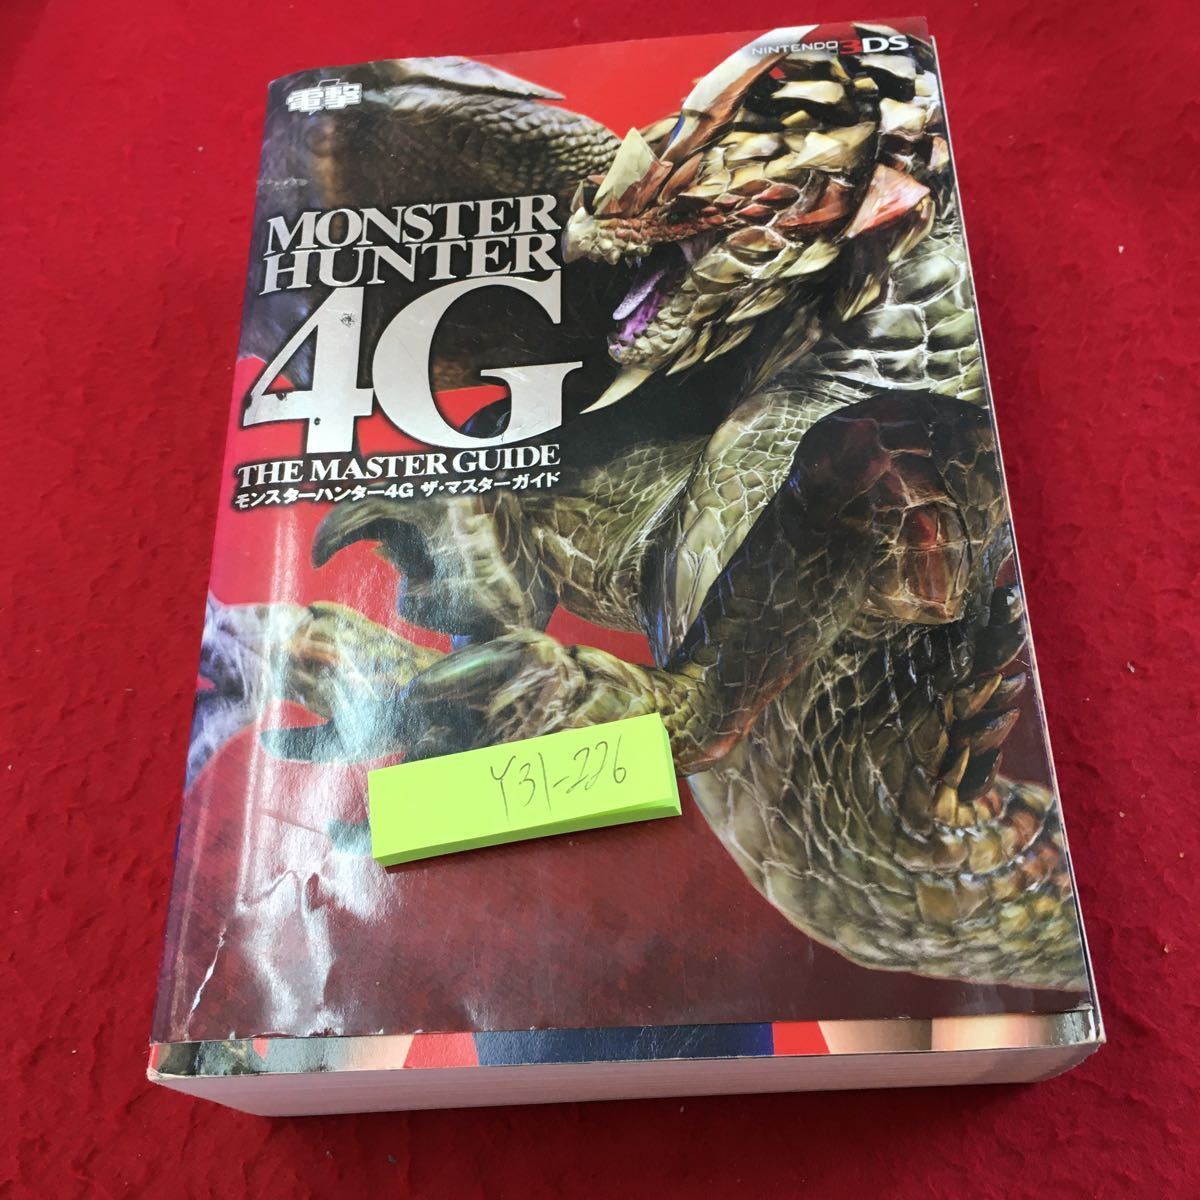 NINTENDO 3DS
電撃
MONSTER
HUNTER
4G
THE MASTER GUIDE
モンスターハンター4G ザ・マスターガイド
Y31-226